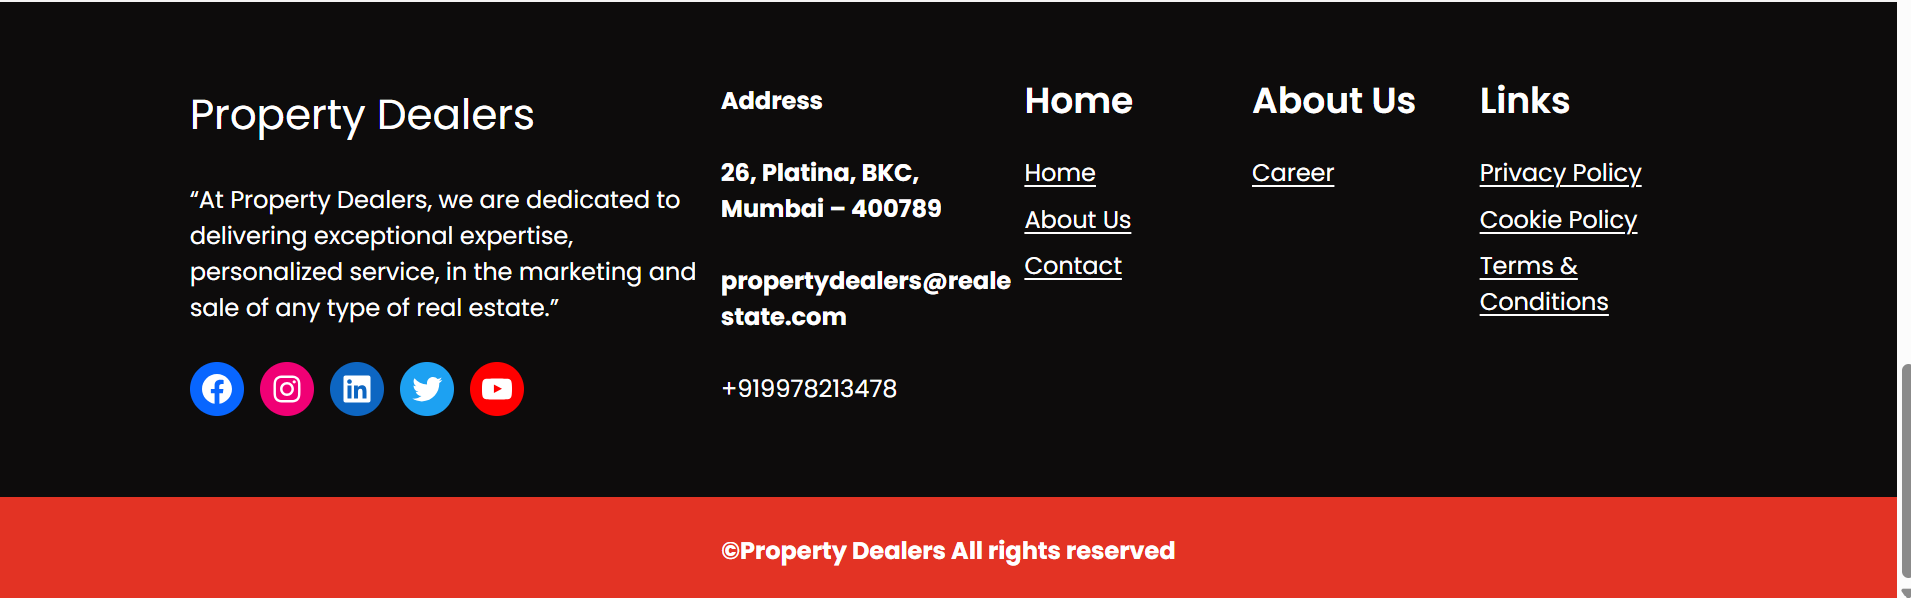 Property Dealers
“At Property Dealers, we are dedicated to
delivering exceptional expertise,
personalized service, in the marketing and
sale of any type of real estate.”
Address
26, Platina, BKC,
Mumbai – 400789
propertydealers@reale
state.com
+919978213478
Home
Home
About Us
Contact
About Us
Career
Links
Privacy Policy
Cookie Policy
Terms &
Conditions
©Property Dealers All rights reserved